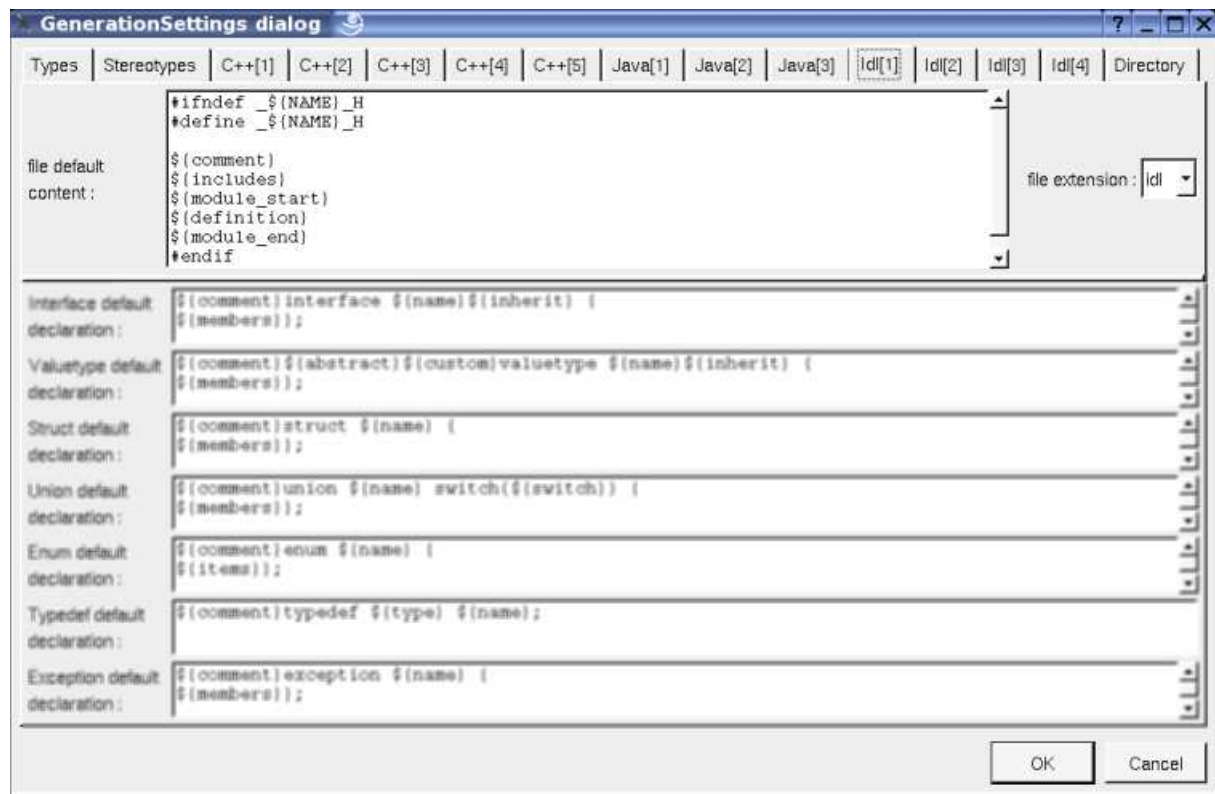 GenerationSettings dialog
Types Stereotypes C++[1] C++[2] C++[3] C++[4] C++[5] Java[1] Java[2] Java[3] Idl[1] Idl[2] Idl[3] Idl[4] Directory
file default
content :
#ifndef _${NAME}_H
#define _${NAME}_H
${comment}
${includes}
${module_start}
${definition}
${module_end}
#endif
file extension : idl
Interface default
declaration :
${comment}interface ${name}${inherit} {
${members}};
Valuetype default
declaration :
${comment}${abstract}${custom}valuetype ${name}${inherit} {
${members}};
Struct default
declaration :
${comment}struct ${name} {
${members}};
Union default
declaration :
${comment}union ${name} switch(${switch}) {
${members}};
Enum default
declaration :
${comment}enum ${name} {
${items}};
Typedef default
declaration :
${comment}typedef ${type} ${name};
Exception default
declaration :
${comment}exception ${name} {
${members}};
OK Cancel